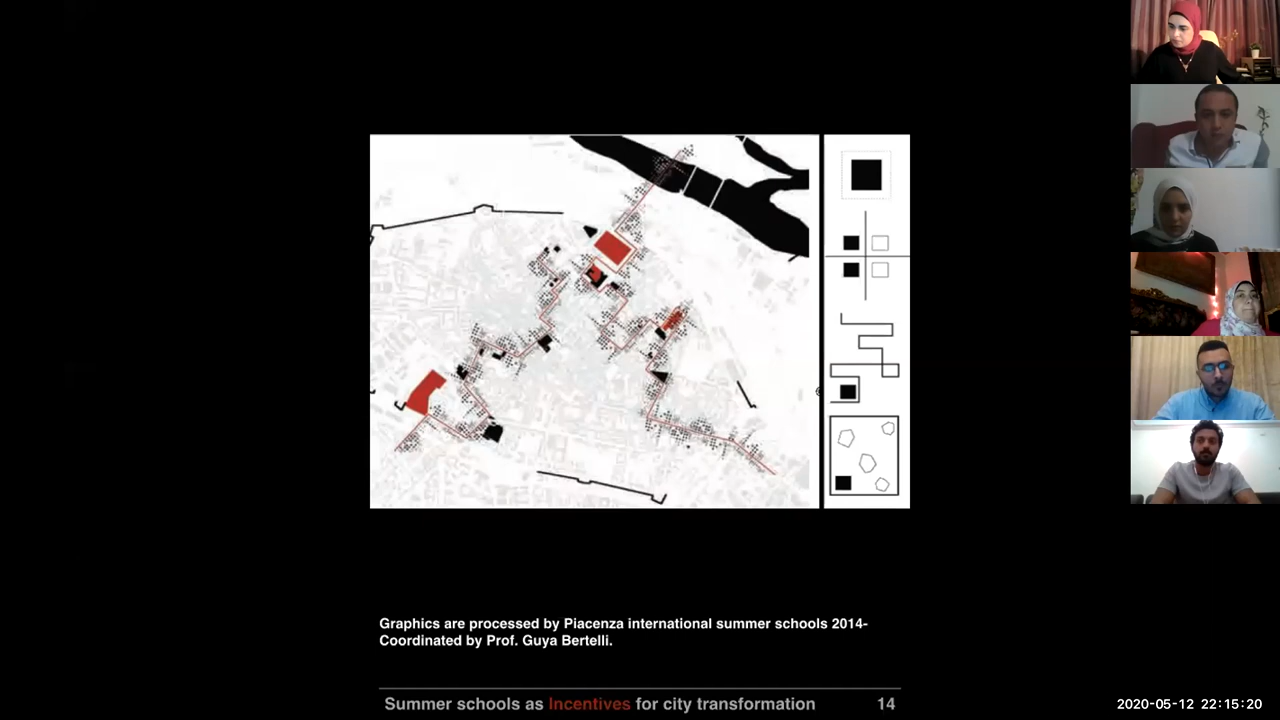 Graphics are processed by Piacenza international summer schools 2014-
Coordinated by Prof. Guya Bertelli.
Summer schools as Incentives for city transformation 14
2020-05-12 22:15:20